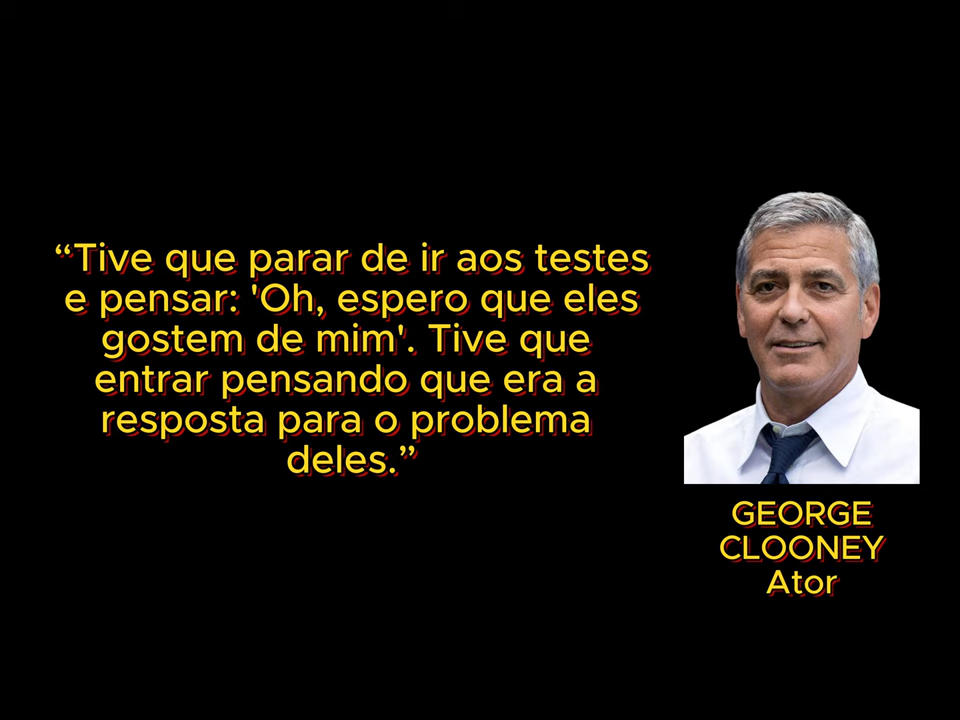 “Tive que parar de ir aos testes
e pensar: 'Oh, espero que eles
gostem de mim'. Tive que
entrar pensando que era a
resposta para o problema
deles.”
GEORGE
CLOONEY
Ator